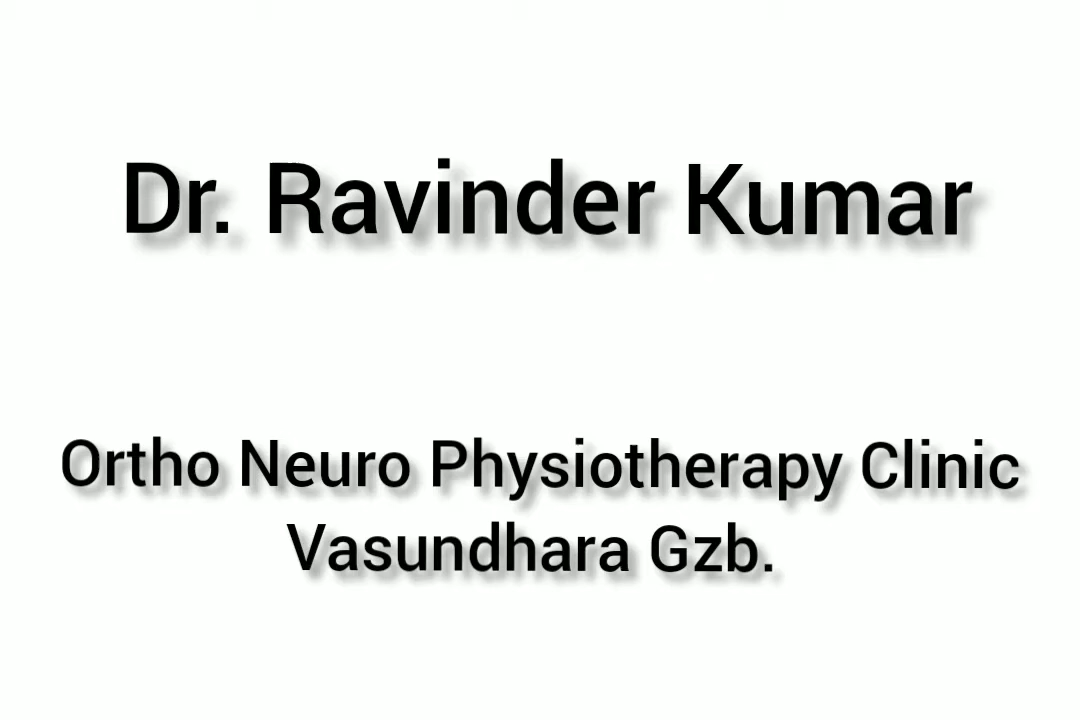 Dr. Ravinder Kumar
Ortho Neuro Physiotherapy Clinic
Vasundhara Gzb.